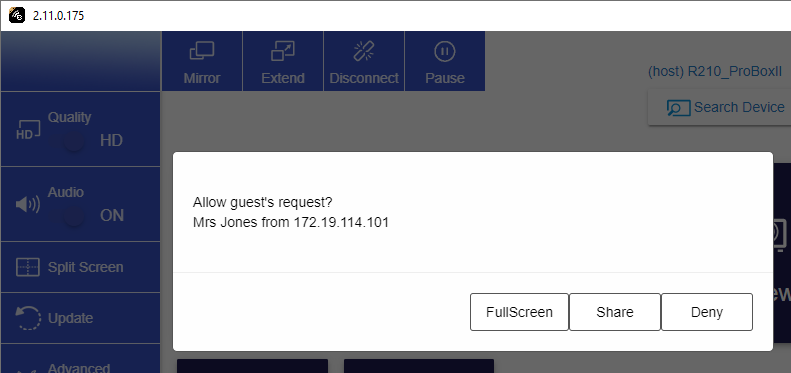 2.11.0.175
Mirror
Extend
Disconnect
Pause
(host) R210_ProBoxII
Search Device
Quality
HD
HD
Audio
ON
Split Screen
Update
Advanced
Allow guest's request?
Mrs Jones from 172.19.114.101
FullScreen
Share
Deny